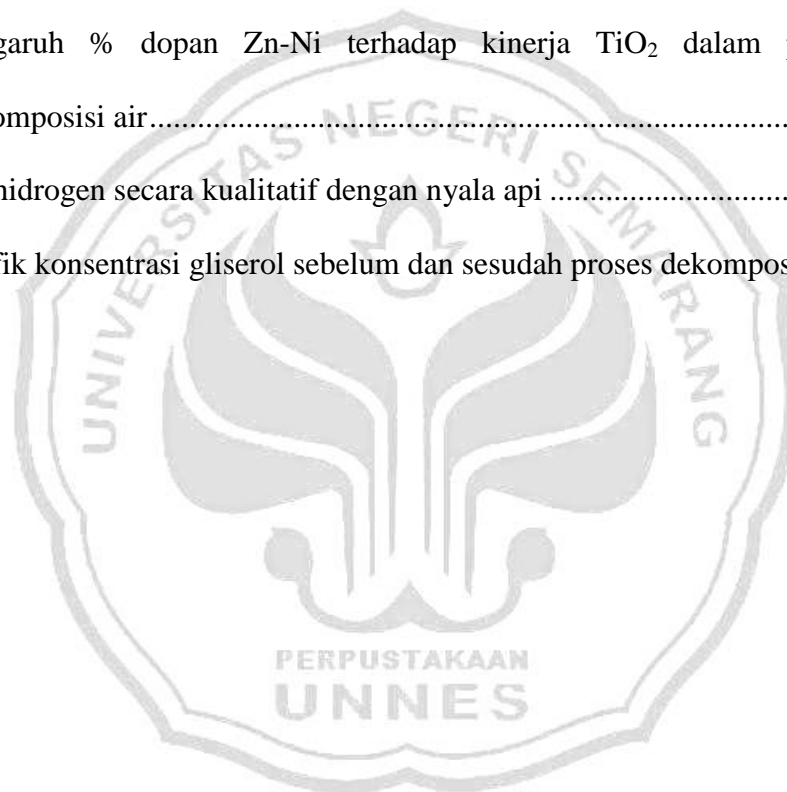 garuh % dopan Zn-Ni terhadap kinerja TiO₂ dalam
omposisi air...............................................................................
hidrogen secara kualitatif dengan nyala api .............................
fik konsentrasi gliserol sebelum dan sesudah proses dekompos
UNIVERSITAS NEGERI SEMARANG
PERPUSTAKAAN
UNNES